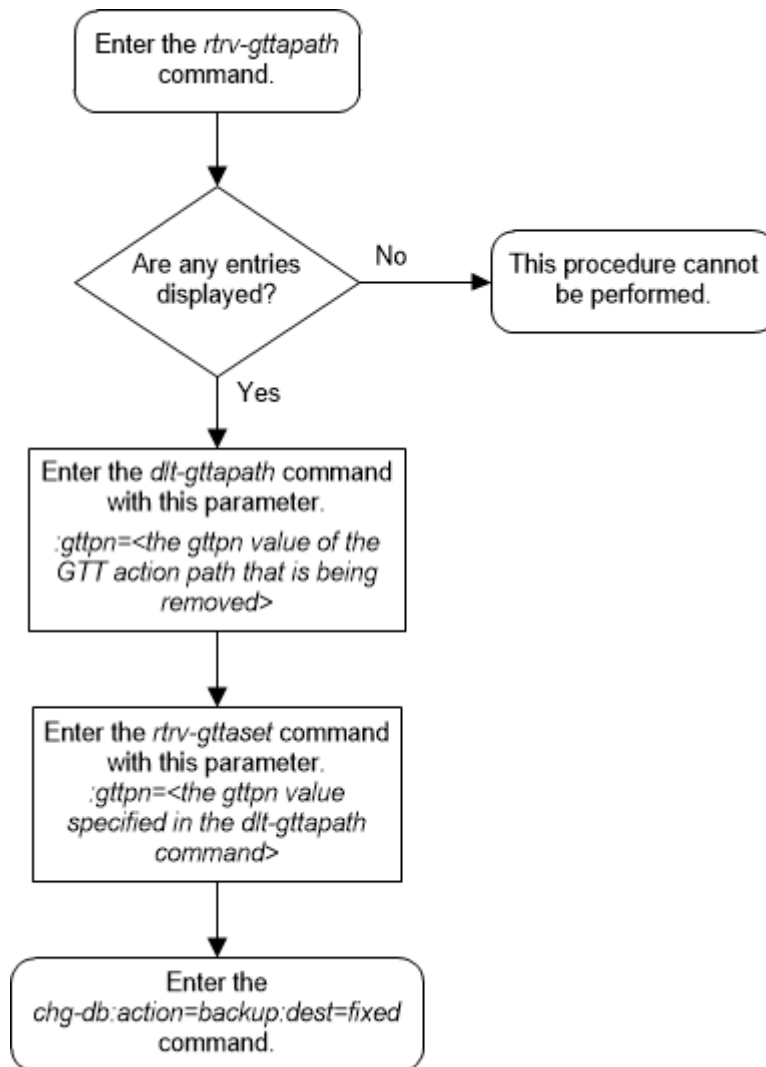 Enter the rtrv-gttapath
command.
Are any entries
displayed?
No
This procedure cannot
be performed.
Yes
Enter the dlt-gttapath command
with this parameter.
:gttpn=<the gttpn value of the
GTT action path that is being
removed>
Enter the rtrv-gttaset command
with this parameter.
:gttpn=<the gttpn value
specified in the dlt-gttapath
command>
Enter the
chg-db:action=backup:dest=fixed
command.